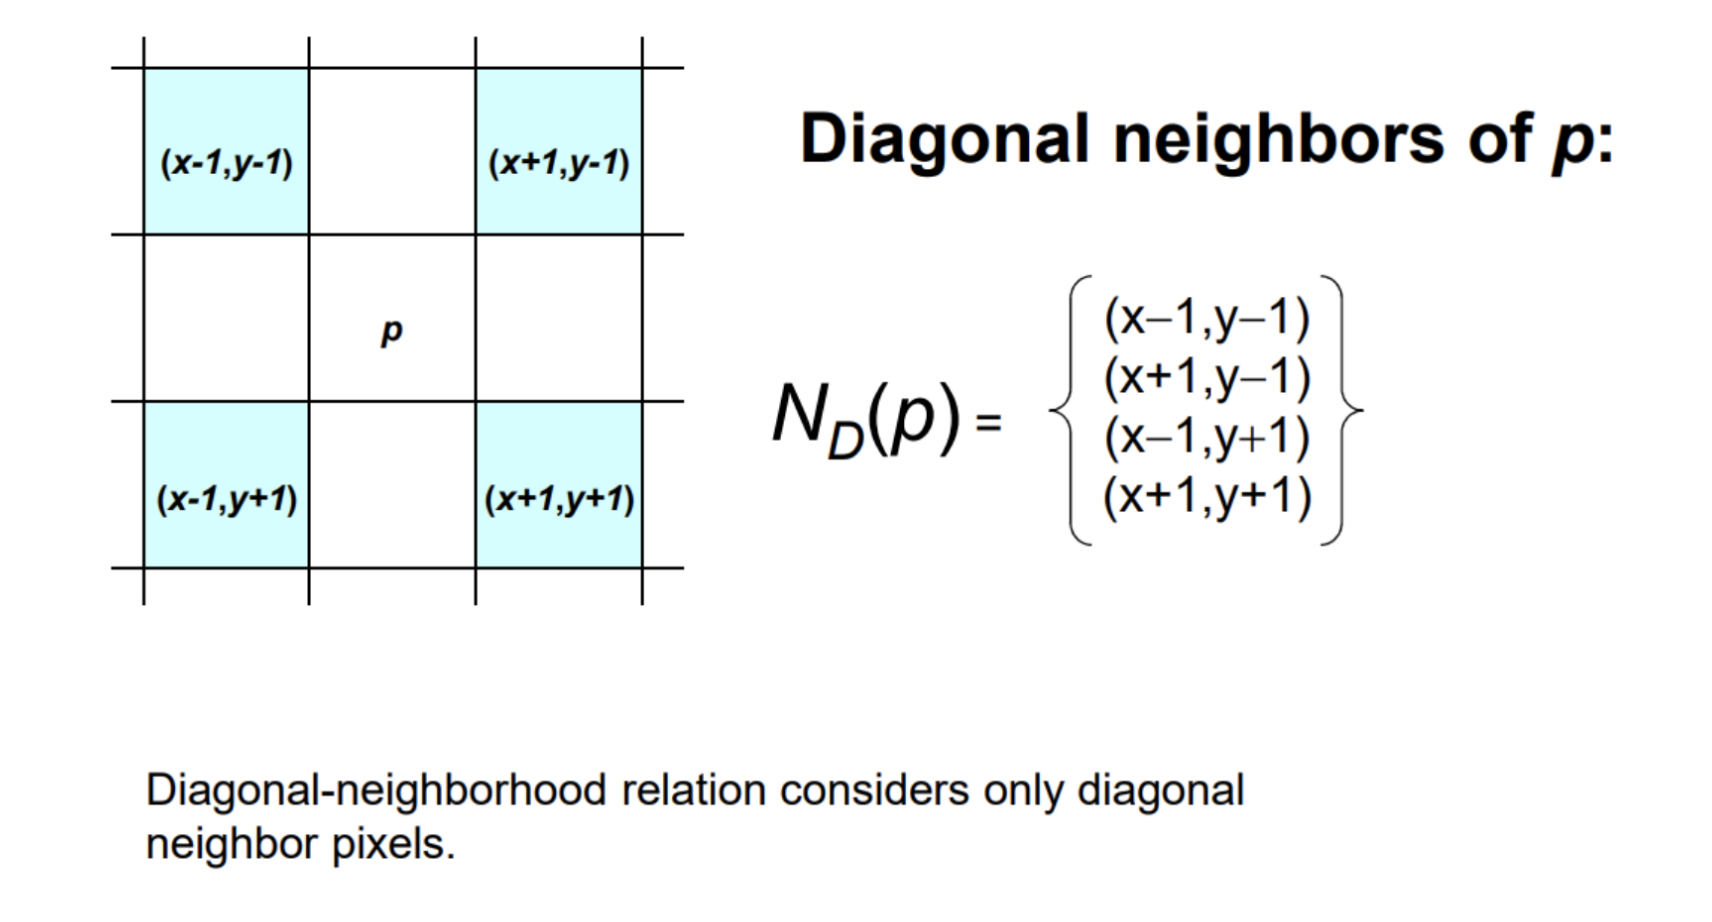 (x-1,y-1)
(x+1,y-1)
p
(x-1,y+1)
(x+1,y+1)
Diagonal neighbors of p:
N_D(p) =
(x−1,y−1)
(x+1,y−1)
(x−1,y+1)
(x+1,y+1)
Diagonal-neighborhood relation considers only diagonal
neighbor pixels.